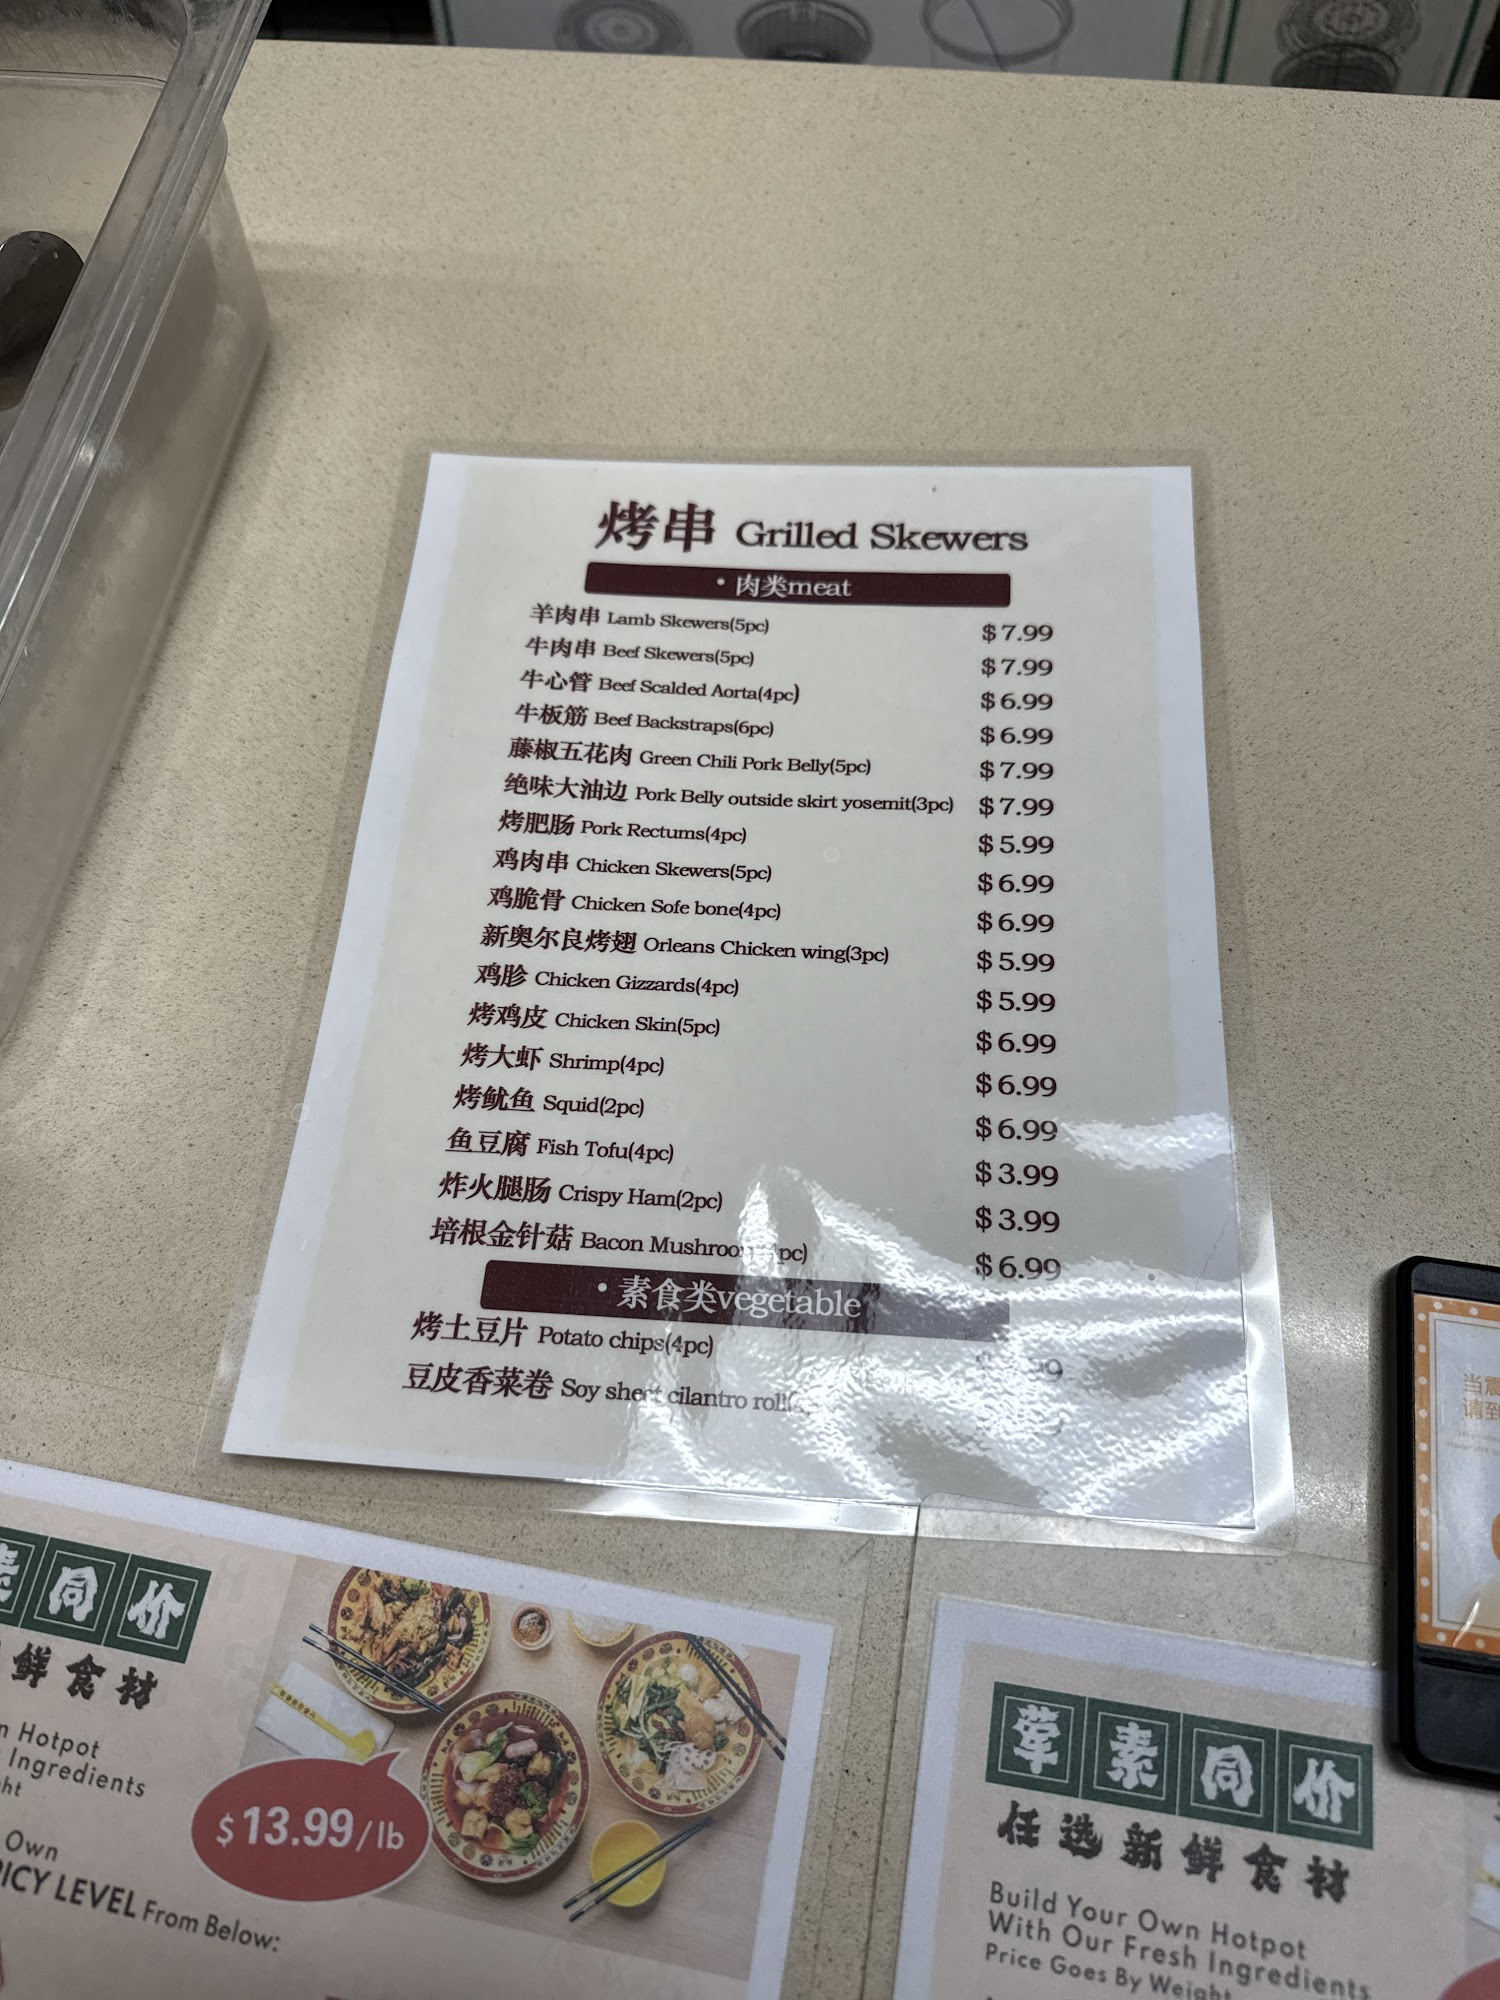 烤串 Grilled Skewers
· 肉类meat
羊肉串 Lamb Skewers(5pc) $7.99
牛肉串 Beef Skewers(5pc) $7.99
牛心管 Beef Scalded Aorta(4pc) $6.99
牛板筋 Beef Backstraps(6pc) $6.99
藤椒五花肉 Green Chili Pork Belly(5pc) $7.99
绝味大油边 Pork Belly outside skirt yosemit(3pc) $7.99
烤肥肠 Pork Rectums(4pc) $5.99
鸡肉串 Chicken Skewers(5pc) $6.99
鸡脆骨 Chicken Sofe bone(4pc) $6.99
新奥尔良烤翅 Orleans Chicken wing(3pc) $5.99
鸡胗 Chicken Gizzards(4pc) $5.99
烤鸡皮 Chicken Skin(5pc) $6.99
烤大虾 Shrimp(4pc) $6.99
烤鱿鱼 Squid(2pc) $6.99
鱼豆腐 Fish Tofu(4pc) $3.99
炸火腿肠 Crispy Ham(2pc) $3.99
培根金针菇 Bacon $6.99
· 素食类vegetable
烤土豆片 Potato chips(4pc)
豆皮香菜卷 Soy sheet cilantro roll
同价
鲜食材
Hotpot
Ingredients
$13.99/lb
Own
LEVEL From Below:
荤素同价
任选新鲜食材
Build Your Own Hotpot
With Our Fresh Ingredients
Price Goes By Weight
当
请到